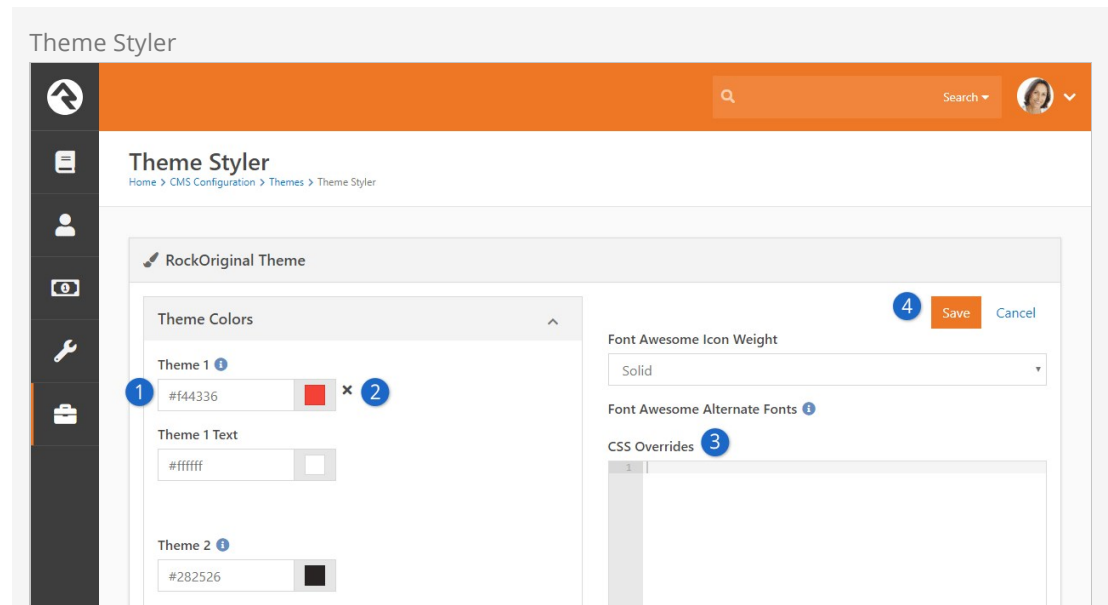 Theme Styler
Search
Theme Styler
Home > CMS Configuration > Themes > Theme Styler
RockOriginal Theme
Theme Colors
Theme 1
1
#f44336
2
Theme 1 Text
#ffffff
Theme 2
#282526
4
Save
Cancel
Font Awesome Icon Weight
Solid
Font Awesome Alternate Fonts
CSS Overrides
3
1